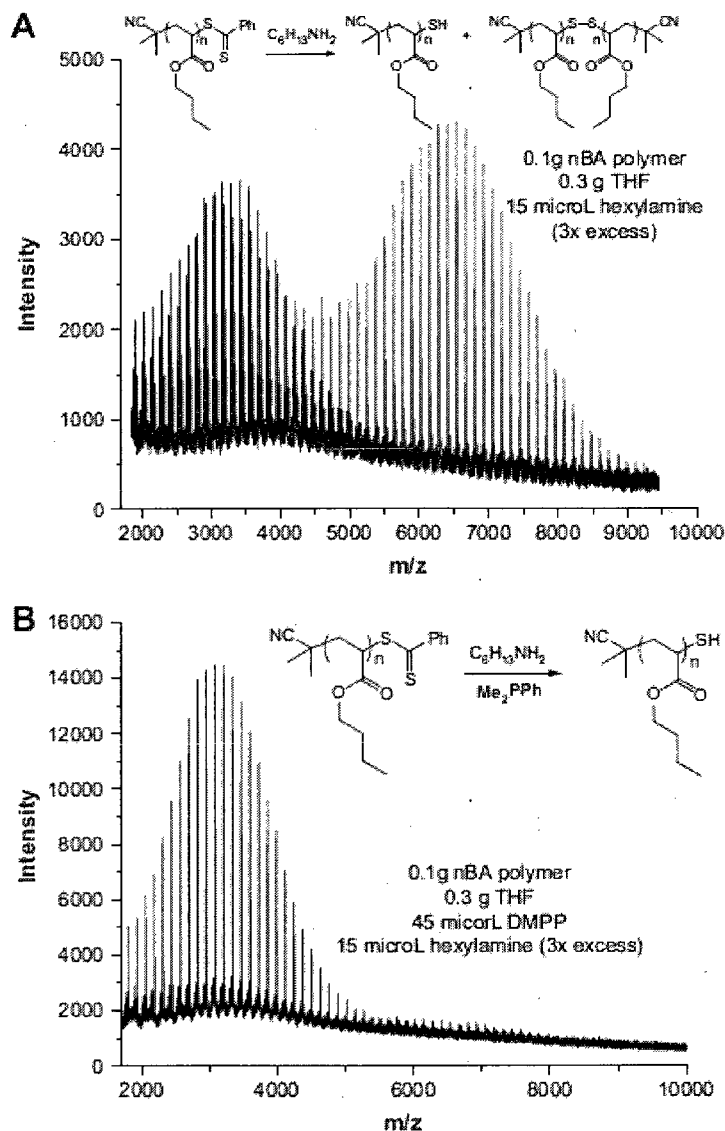 A
NC
S
Ph
n
S
O
O
C₆H₁₃NH₂
NC
SH
n
O
O
+
NC
S–S
CN
n
n
O
O
O
O
0.1g nBA polymer
0.3 g THF
15 microL hexylamine
(3x excess)
Intensity
5000
4000
3000
2000
1000
0
2000 3000 4000 5000 6000 7000 8000 9000 10000
m/z
B
NC
S
Ph
n
S
O
O
C₆H₁₃NH₂
Me₂PPh
NC
SH
n
O
O
0.1g nBA polymer
0.3 g THF
45 micorL DMPP
15 microL hexylamine (3x excess)
Intensity
16000
14000
12000
10000
8000
6000
4000
2000
0
2000 4000 6000 8000 10000
m/z